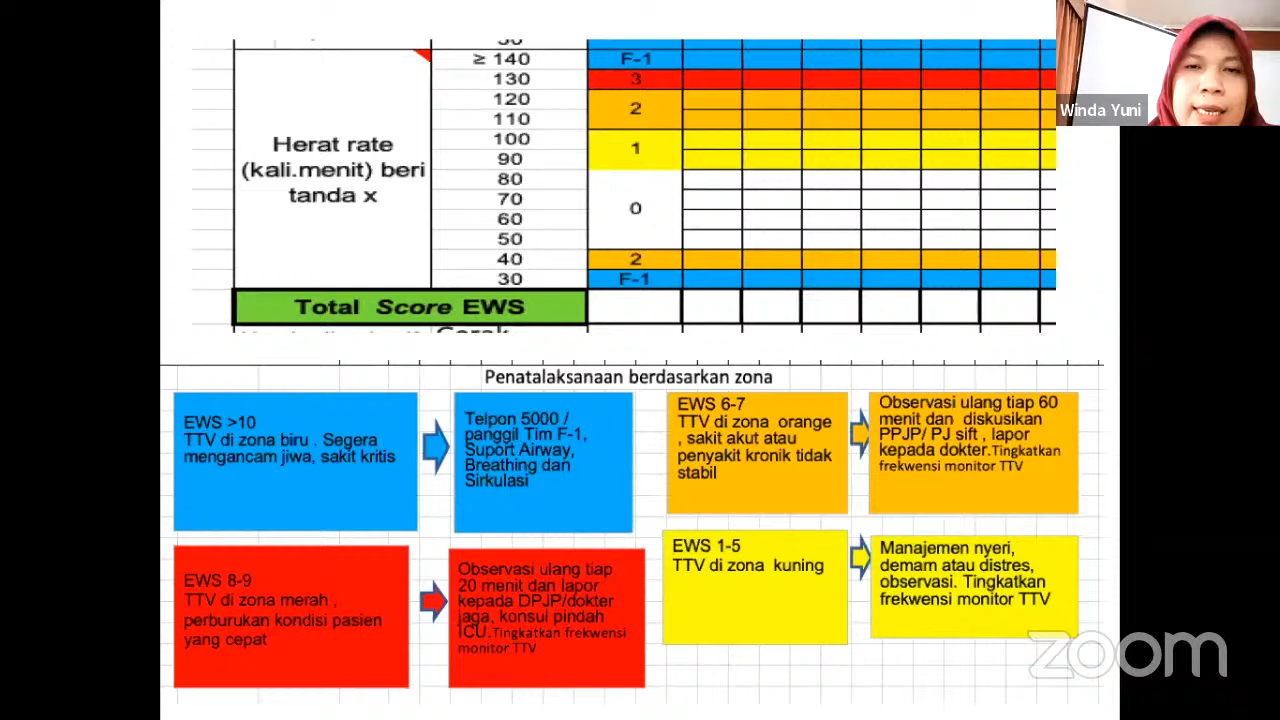 ≥ 140 F-1
130 3
120
110
2
100
90
1
Herat rate
(kali.menit) beri
tanda x
80
70
60
50
0
40 2
30 F-1
Total Score EWS
Winda Yuni
Penatalaksanaan berdasarkan zona
EWS >10
TTV di zona biru . Segera
mengancam jiwa, sakit kritis
Telpon 5000 /
panggil Tim F-1,
Suport Airway,
Breathing dan
Sirkulasi
EWS 6-7
TTV di zona orange
, sakit akut atau
penyakit kronik tidak
stabil
Observasi ulang tiap 60
menit dan diskusikan
PPJP/ PJ sift , lapor
kepada dokter.Tingkatkan
frekwensi monitor TTV
EWS 8-9
TTV di zona merah ,
perburukan kondisi pasien
yang cepat
Observasi ulang tiap
20 menit dan lapor
kepada DPJP/dokter
jaga, konsul pindah
ICU.Tingkatkan frekwensi
monitor TTV
EWS 1-5
TTV di zona kuning
Manajemen nyeri,
demam atau distres,
observasi. Tingkatkan
frekwensi monitor TTV
zoom